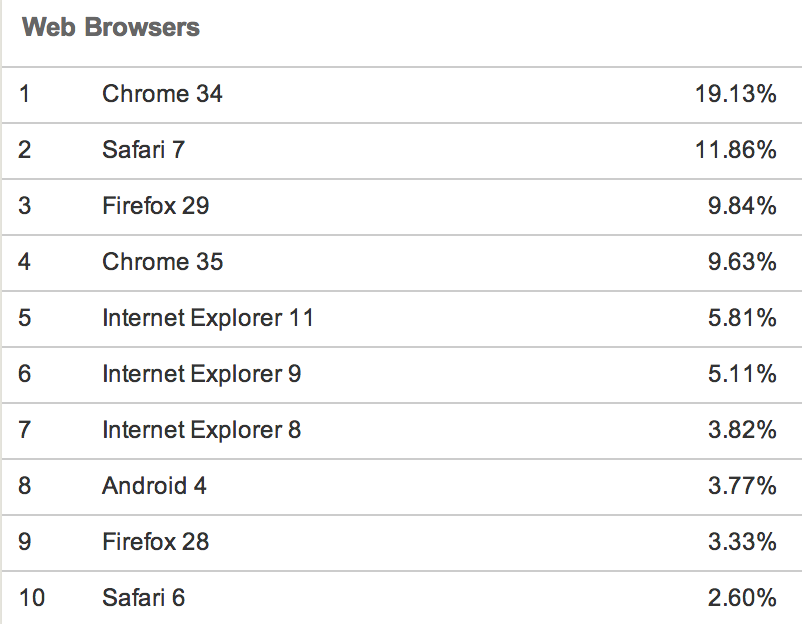 Web Browsers
1 Chrome 34 19.13%
2 Safari 7 11.86%
3 Firefox 29 9.84%
4 Chrome 35 9.63%
5 Internet Explorer 11 5.81%
6 Internet Explorer 9 5.11%
7 Internet Explorer 8 3.82%
8 Android 4 3.77%
9 Firefox 28 3.33%
10 Safari 6 2.60%